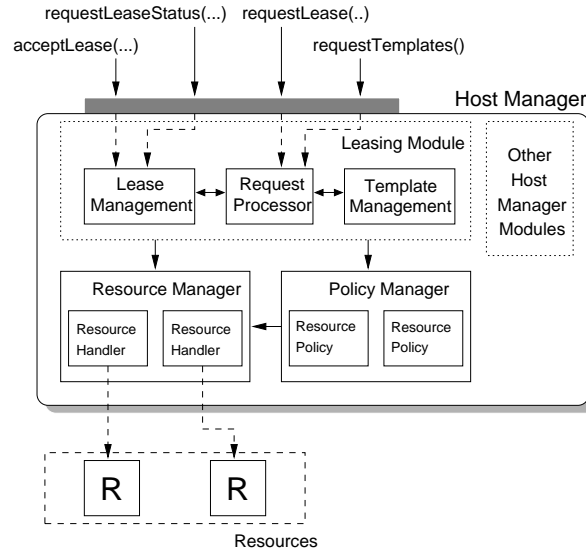 requestLeaseStatus(...)
requestLease(..)
acceptLease(...)
requestTemplates()
Host Manager
Leasing Module
Lease
Management
Request
Processor
Template
Management
Other
Host
Manager
Modules
Resource Manager
Policy Manager
Resource
Handler
Resource
Handler
Resource
Policy
Resource
Policy
R
R
Resources